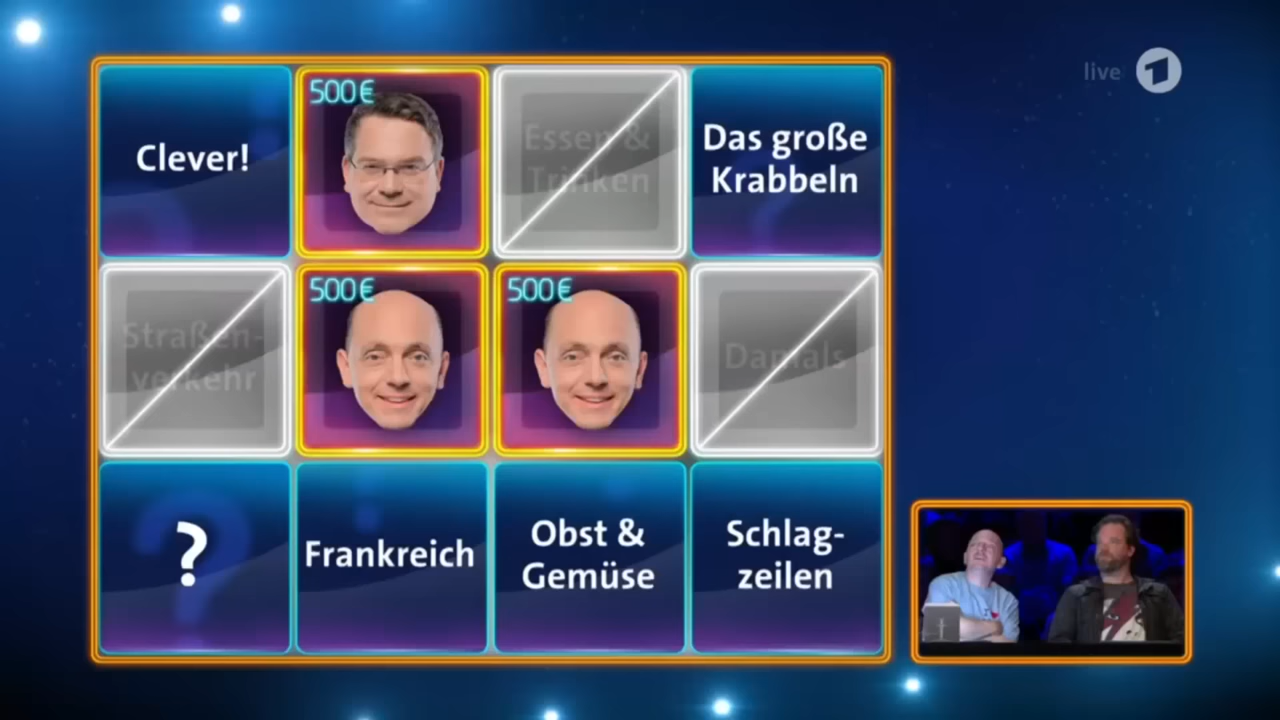 live 1
Clever!
500€
Essen &
Trinken
Das große
Krabbeln
Straßen-
verkehr
500€
500€
Damals
?
Frankreich
Obst &
Gemüse
Schlag-
zeilen